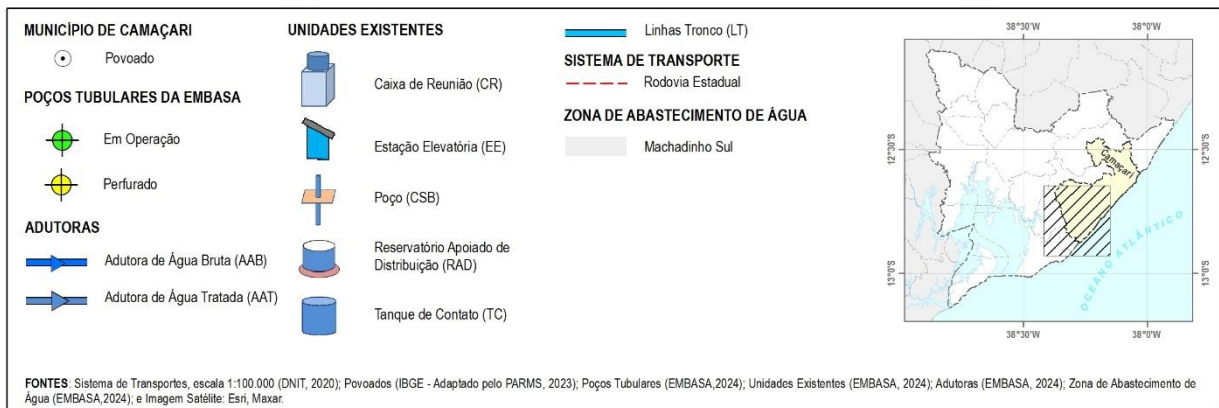 MUNICÍPIO DE CAMAÇARI
Povoado
POÇOS TUBULARES DA EMBASA
Em Operação
Perfurado
ADUTORAS
Adutora de Água Bruta (AAB)
Adutora de Água Tratada (AAT)
UNIDADES EXISTENTES
Caixa de Reunião (CR)
Estação Elevatória (EE)
Poço (CSB)
Reservatório Apoiado de
Distribuição (RAD)
Tanque de Contato (TC)
Linhas Tronco (LT)
SISTEMA DE TRANSPORTE
Rodovia Estadual
ZONA DE ABASTECIMENTO DE ÁGUA
Machadinho Sul
38°30'W 38°0'W
12°30'S 12°30'S
Camaçari
13°0'S 13°0'S
OCEANO ATLÂNTICO
38°30'W 38°0'W
FONTES: Sistema de Transportes, escala 1:100.000 (DNIT, 2020); Povoados (IBGE - Adaptado pelo PARMS, 2023); Poços Tubulares (EMBASA,2024); Unidades Existentes (EMBASA, 2024); Adutoras (EMBASA, 2024); Zona de Abastecimento de
Água (EMBASA,2024); e Imagem Satélite: Esri, Maxar.